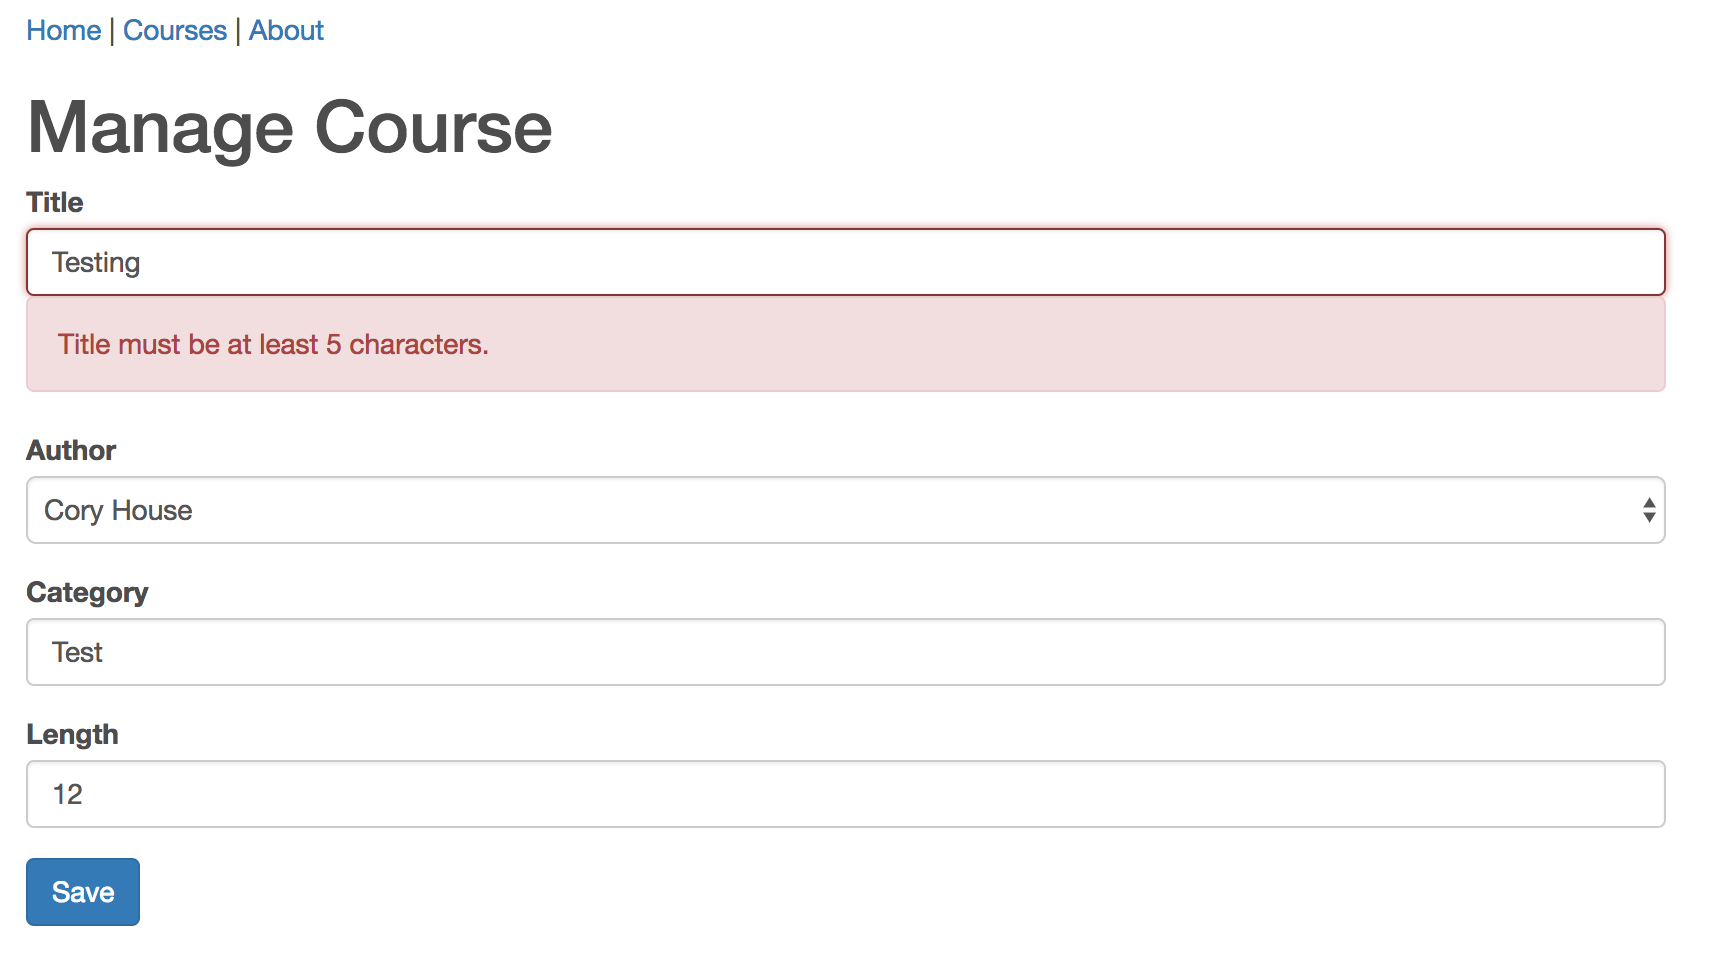 Home | Courses | About
Manage Course
Title
Testing
Title must be at least 5 characters.
Author
Cory House
Category
Test
Length
12
Save